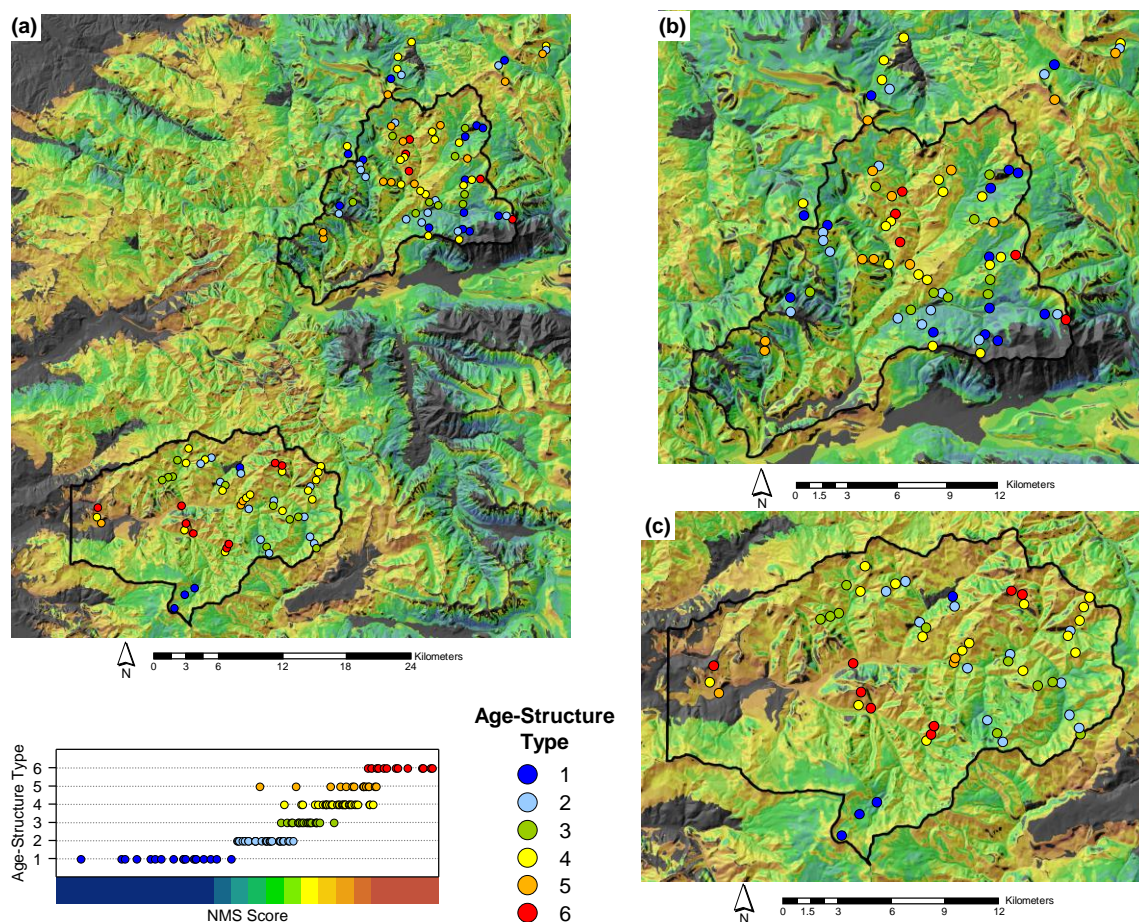 (a)
N
0 3 6 12 18 24
Kilometers
(b)
N
0 1.5 3 6 9 12
Kilometers
(c)
N
0 1.5 3 6 9 12
Kilometers
Age-Structure Type
6
5
4
3
2
1
NMS Score
Age-Structure
Type
1
2
3
4
5
6